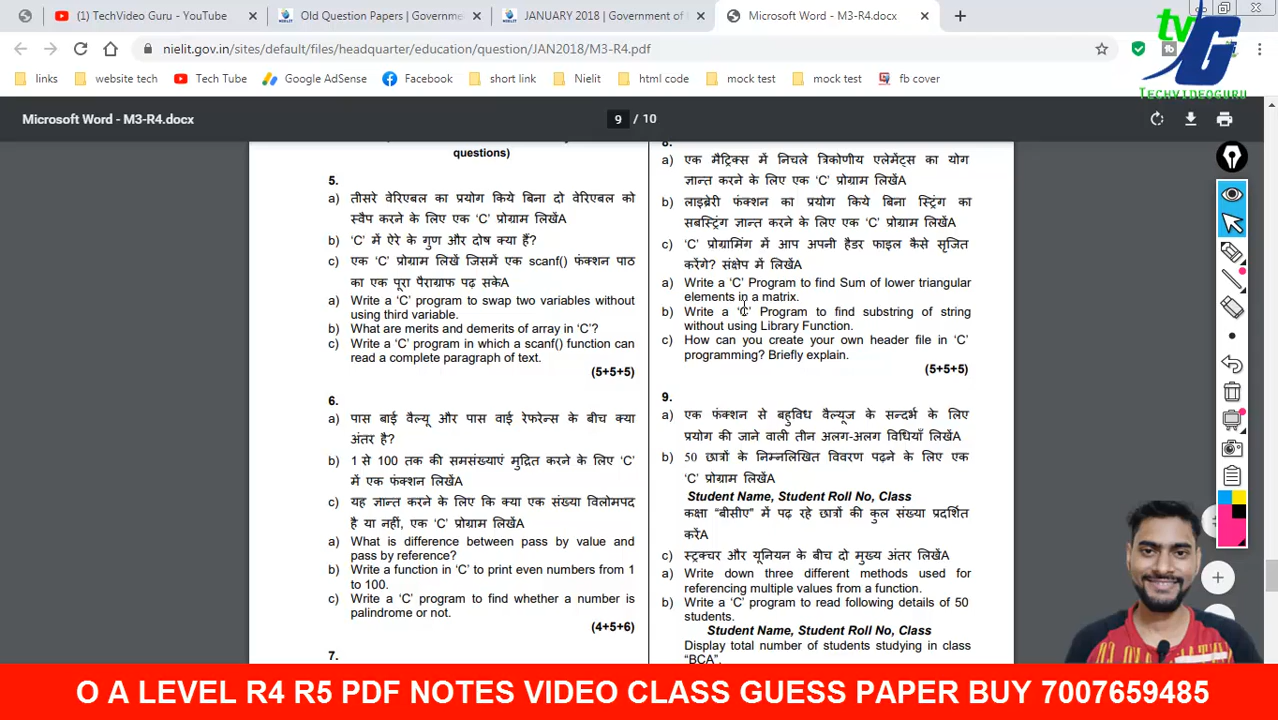 (1) TechVideo Guru - YouTube
Old Question Papers | Governme
JANUARY 2018 | Government of
Microsoft Word - M3-R4.docx
nielit.gov.in/sites/default/files/headquarter/education/question/JAN2018/M3-R4.pdf
links
website tech
Tech Tube
Google AdSense
Facebook
short link
Nielit
html code
mock test
mock test
fb cover
TECHVIDEOGURU
Microsoft Word - M3-R4.docx
9 / 10
questions)
5.
a) तीसरे वेरिएबल का प्रयोग किये बिना दो वेरिएबल को
स्वैप करने के लिए एक ‘C’ प्रोग्राम लिखेंA
b) ‘C’ में ऐरे के गुण और दोष क्या हैं?
c) एक ‘C’ प्रोग्राम लिखें जिसमें एक scanf() फंक्शन पाठ
का एक पूरा पैराग्राफ पढ़ सकेA
a) Write a ‘C’ program to swap two variables without
using third variable.
b) What are merits and demerits of array in ‘C’?
c) Write a ‘C’ program in which a scanf() function can
read a complete paragraph of text.
(5+5+5)
6.
a) पास बाई वैल्यू और पास वाई रेफरेन्स के बीच क्या
अंतर है?
b) 1 से 100 तक की समसंख्याएं मुद्रित करने के लिए ‘C’
में एक फंक्शन लिखेंA
c) यह ज्ञान्त करने के लिए कि क्या एक संख्या विलोमपद
है या नहीं, एक ‘C’ प्रोग्राम लिखेंA
a) What is difference between pass by value and
pass by reference?
b) Write a function in ‘C’ to print even numbers from 1
to 100.
c) Write a ‘C’ program to find whether a number is
palindrome or not.
(4+5+6)
7.
8.
a) एक मैट्रिक्स में निचले त्रिकोणीय एलेमेंट्स का योग
ज्ञान्त करने के लिए एक ‘C’ प्रोग्राम लिखेंA
b) लाइब्रेरी फंक्शन का प्रयोग किये बिना स्ट्रिंग का
सबस्ट्रिंग ज्ञान्त करने के लिए एक ‘C’ प्रोग्राम लिखेंA
c) ‘C’ प्रोग्रामिंग में आप अपनी हैडर फाइल कैसे सृजित
करेंगे? संक्षेप में लिखेंA
a) Write a ‘C’ Program to find Sum of lower triangular
elements in a matrix.
b) Write a ‘C’ Program to find substring of string
without using Library Function.
c) How can you create your own header file in ‘C’
programming? Briefly explain.
(5+5+5)
9.
a) एक फंक्शन से बहुविध वैल्यूज के सन्दर्भ के लिए
प्रयोग की जाने वाली तीन अलग-अलग विधियाँ लिखेंA
b) 50 छात्रों के निम्नलिखित विवरण पढ़ने के लिए एक
‘C’ प्रोग्राम लिखेंA
Student Name, Student Roll No, Class
कक्षा “बीसीए” में पढ़ रहे छात्रों की कुल संख्या प्रदर्शित
करेंA
c) स्ट्रक्चर और यूनियन के बीच दो मुख्य अंतर लिखेंA
a) Write down three different methods used for
referencing multiple values from a function.
b) Write a ‘C’ program to read following details of 50
students.
Student Name, Student Roll No, Class
Display total number of students studying in class
“BCA”.
O A LEVEL R4 R5 PDF NOTES VIDEO CLASS GUESS PAPER BUY 7007659485